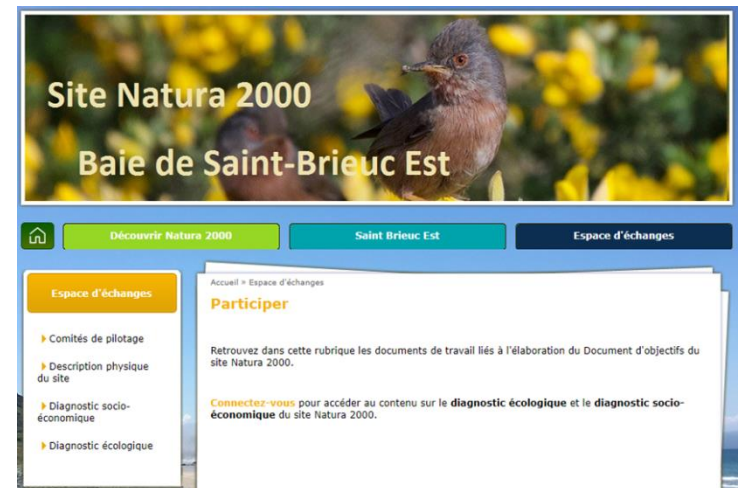 Site Natura 2000
Baie de Saint-Brieuc Est
Découvrir Natura 2000
Saint Brieuc Est
Espace d'échanges
Espace d'échanges
Comités de pilotage
Description physique
du site
Diagnostic socio-
économique
Diagnostic écologique
Accueil > Espace d'échanges
Participer
Retrouvez dans cette rubrique les documents de travail liés à l'élaboration du Document d'objectifs du
site Natura 2000.
Connectez-vous pour accéder au contenu sur le diagnostic écologique et le diagnostic socio-
économique du site Natura 2000.